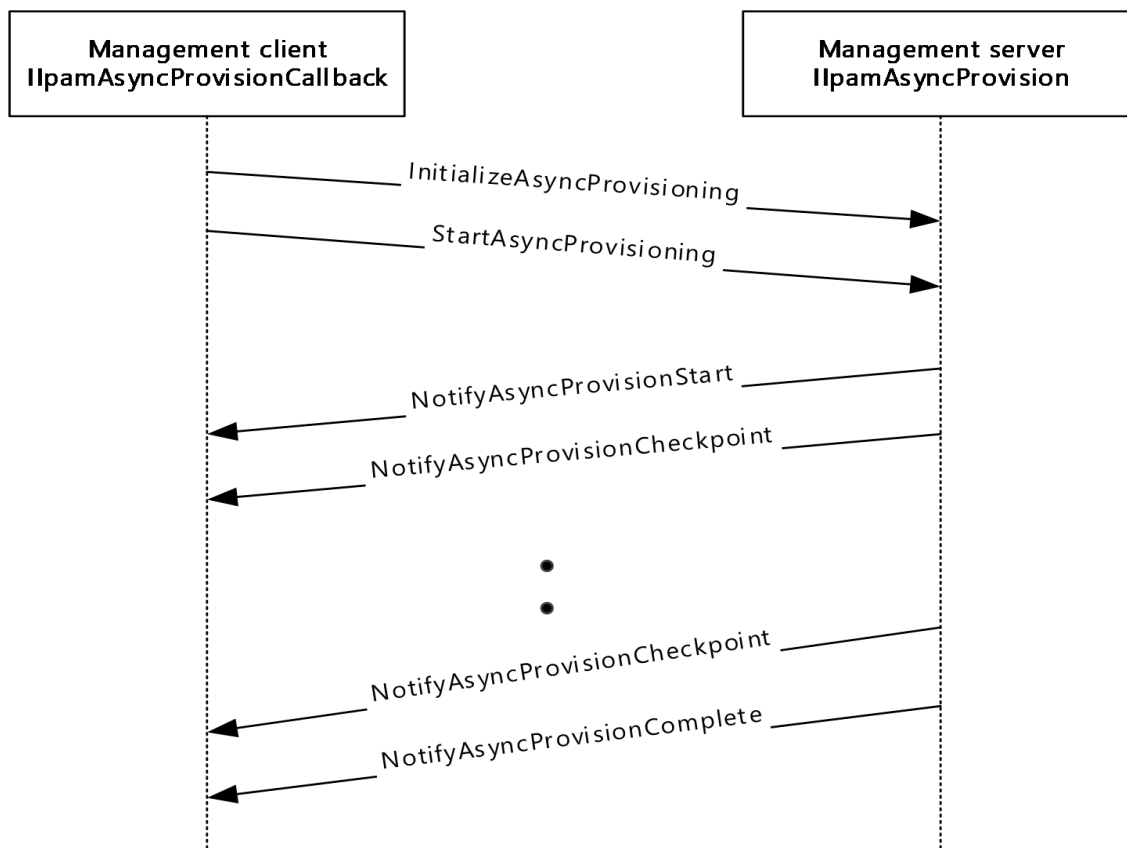 Management client
IIpamAsyncProvisionCallback
Management server
IIpamAsyncProvision
InitializeAsyncProvisioning
StartAsyncProvisioning
NotifyAsyncProvisionStart
NotifyAsyncProvisionCheckpoint
NotifyAsyncProvisionCheckpoint
NotifyAsyncProvisionComplete